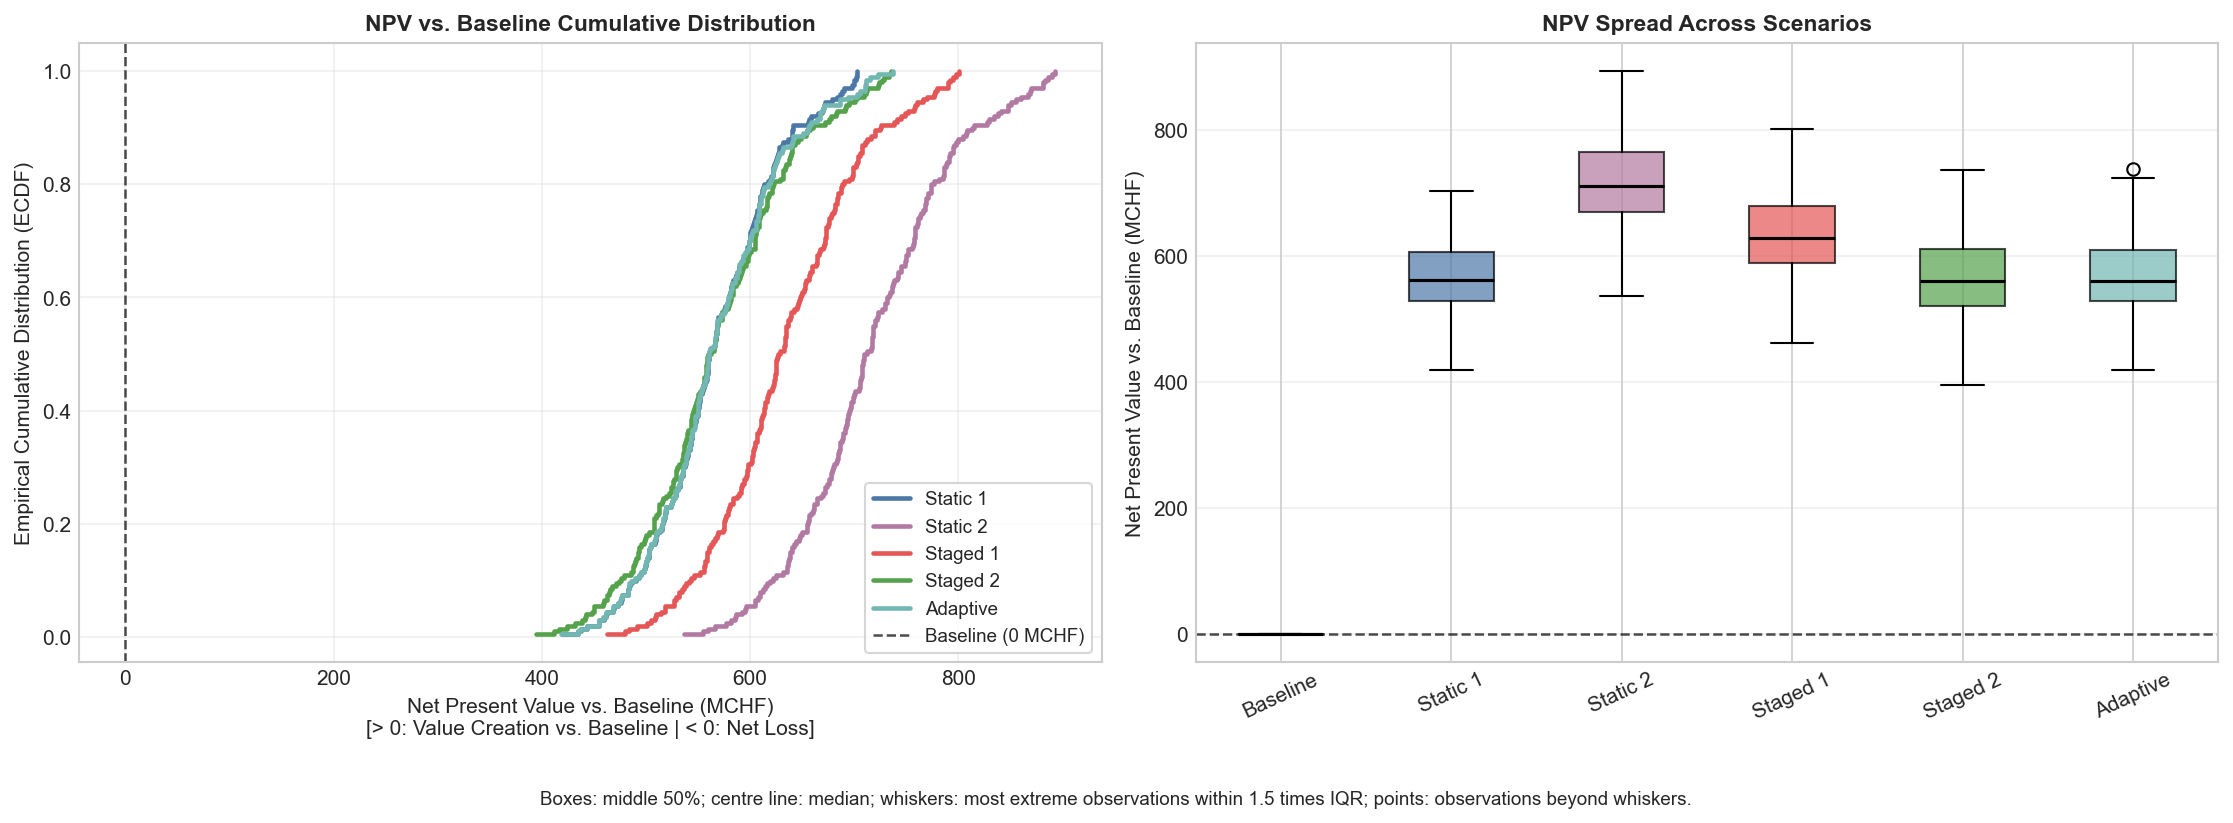 NPV vs. Baseline Cumulative Distribution
Empirical Cumulative Distribution (ECDF)
1.0
0.8
0.6
0.4
0.2
0.0
0
200
400
600
800
Static 1
Static 2
Staged 1
Staged 2
Adaptive
Baseline (0 MCHF)
Net Present Value vs. Baseline (MCHF)
[> 0: Value Creation vs. Baseline | < 0: Net Loss]
NPV Spread Across Scenarios
Net Present Value vs. Baseline (MCHF)
800
600
400
200
0
Baseline
Static 1
Static 2
Staged 1
Staged 2
Adaptive
Boxes: middle 50%; centre line: median; whiskers: most extreme observations within 1.5 times IQR; points: observations beyond whiskers.